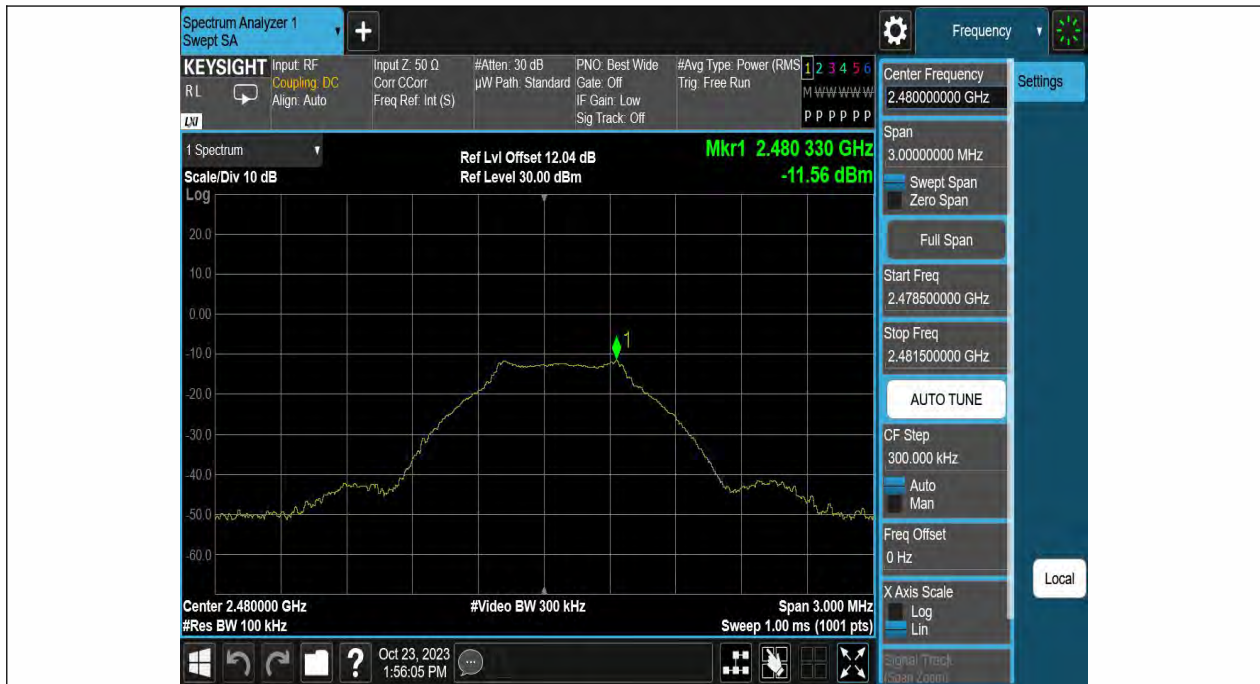 Spectrum Analyzer 1
Swept SA
+
Frequency
KEYSIGHT
R L
LXI
Input: RF
Coupling: DC
Align: Auto
Input Z: 50 Ω
Corr CCorr
Freq Ref: Int (S)
#Atten: 30 dB
µW Path: Standard
PNO: Best Wide
Gate: Off
IF Gain: Low
Sig Track: Off
#Avg Type: Power (RMS
Trig: Free Run
1 2 3 4 5 6
M W W W W W
P P P P P P
Center Frequency
2.480000000 GHz
Settings
Span
3.00000000 MHz
Swept Span
Zero Span
Full Span
Start Freq
2.478500000 GHz
Stop Freq
2.481500000 GHz
AUTO TUNE
CF Step
300.000 kHz
Auto
Man
Freq Offset
0 Hz
X Axis Scale
Log
Lin
Signal Track
(Span Zoom)
Local
1 Spectrum
Scale/Div 10 dB
Ref Lvl Offset 12.04 dB
Ref Level 30.00 dBm
Mkr1 2.480 330 GHz
-11.56 dBm
Log
20.0
10.0
0.00
-10.0
-20.0
-30.0
-40.0
-50.0
-60.0
1
Center 2.480000 GHz
#Res BW 100 kHz
#Video BW 300 kHz
Span 3.000 MHz
Sweep 1.00 ms (1001 pts)
?
Oct 23, 2023
1:56:05 PM